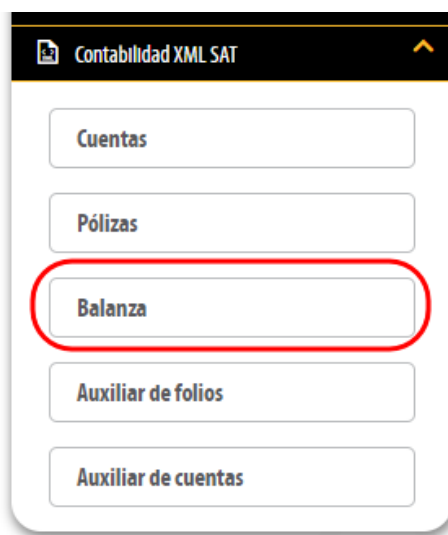 Contabilidad XML SAT
Cuentas
Pólizas
Balanza
Auxiliar de folios
Auxiliar de cuentas